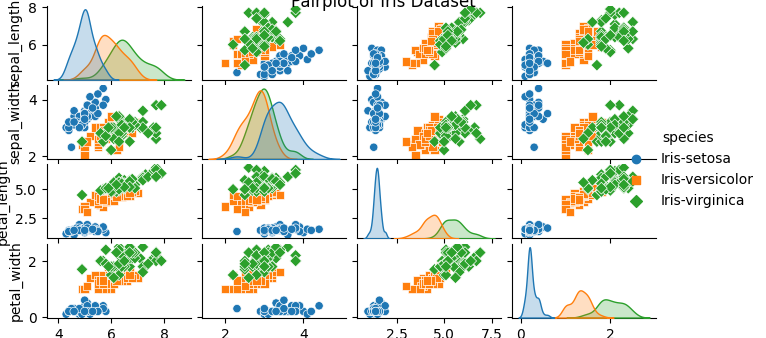 Pairplot of Iris Dataset
8
6
sepal_length
4
2
sepal_width
5.0
2.5
petal_length
2
0
petal_width
4 6 8 2 4 2.5 5.0 7.5 0 2
species
Iris-setosa
Iris-versicolor
Iris-virginica